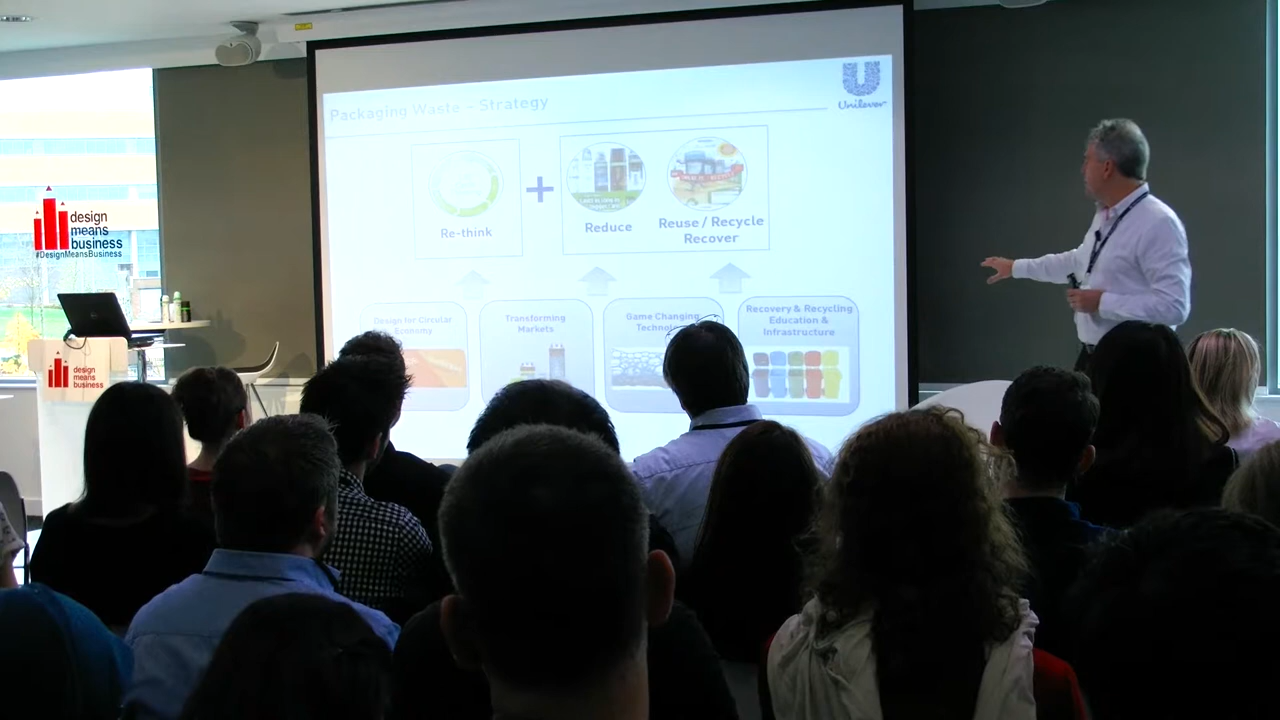 Packaging Waste – Strategy
Unilever
Re-think
+
Reduce
Reuse / Recycle
Recover
Design for Circular
Economy
Transforming
Markets
Game Changing
Recovery & Recycling
Education &
Infrastructure
design
means
business
#DesignMeansBusiness
design
means
business